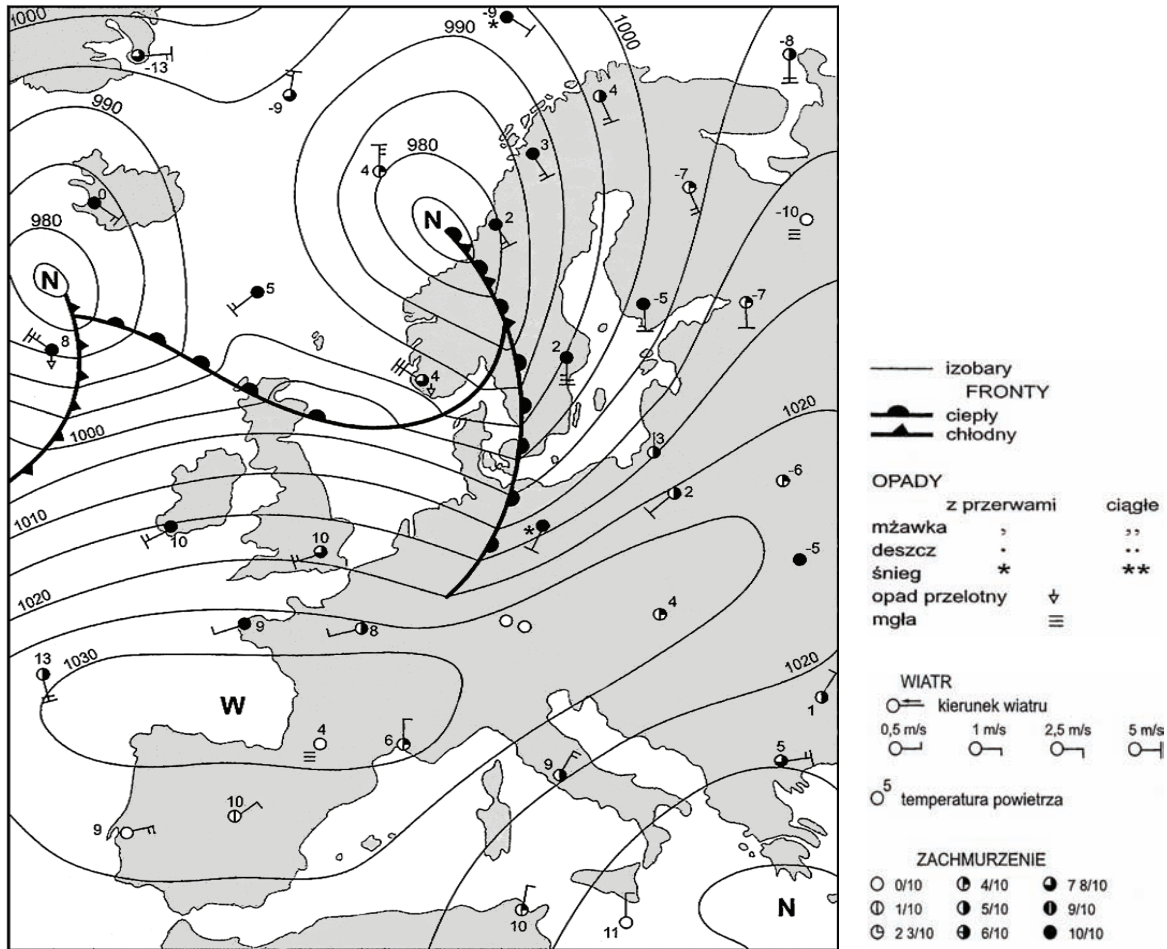 1000
-9
*
990
1000
-8
-13
-9
990
4
980
3
4
-7
0
2
-10
980
N
N
5
-5
-7
8
2
4
1020
1000
3
-6
2
1010
10
10
*
-5
1020
9
8
4
13
1030
1020
W
1
4
6
5
9
10
9
N
10
11
izobary
FRONTY
ciepły
chłodny
OPADY
z przerwami ciągłe
mżawka , ,,
deszcz . ..
śnieg * **
opad przelotny
mgła
WIATR
kierunek wiatru
0,5 m/s 1 m/s 2,5 m/s 5 m/s
5
temperatura powietrza
ZACHMURZENIE
0/10 4/10 7 8/10
1/10 5/10 9/10
2 3/10 6/10 10/10